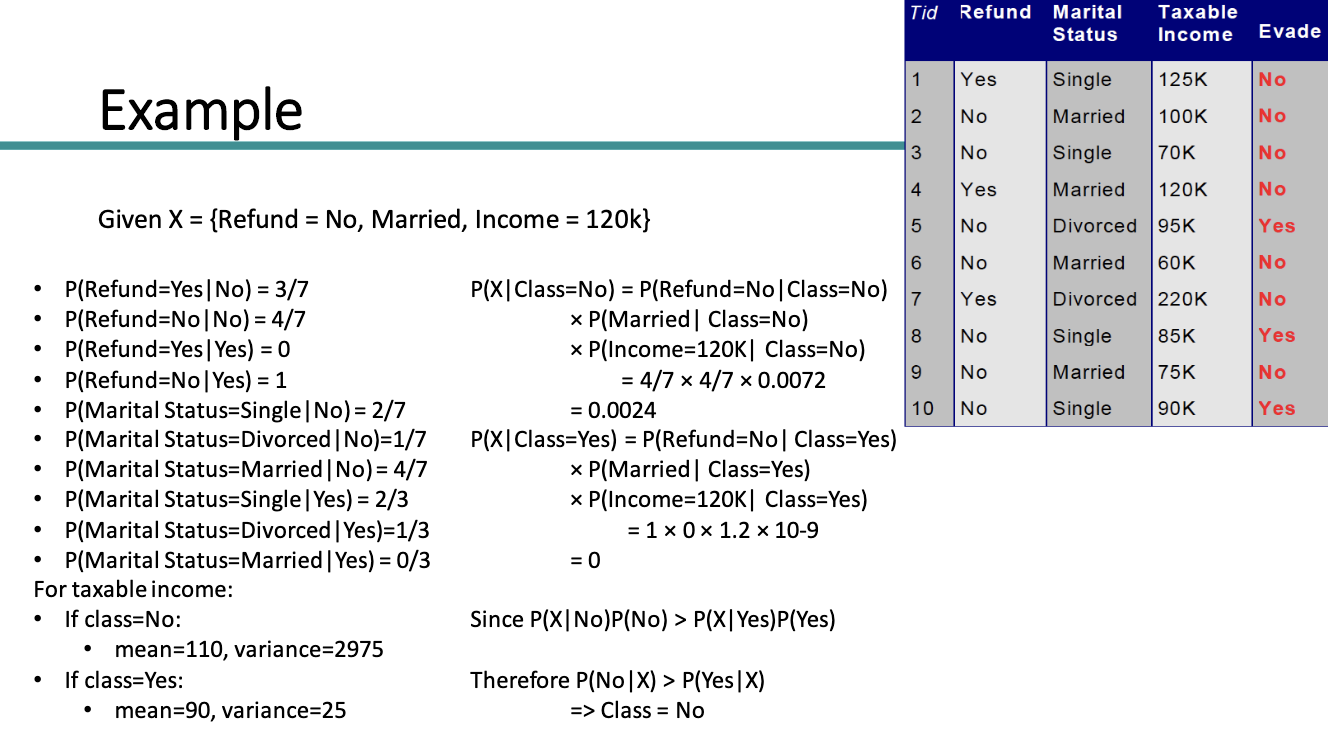 Example
Given X = {Refund = No, Married, Income = 120k}
• P(Refund=Yes|No) = 3/7
• P(Refund=No|No) = 4/7
• P(Refund=Yes|Yes) = 0
• P(Refund=No|Yes) = 1
• P(Marital Status=Single|No) = 2/7
• P(Marital Status=Divorced|No)=1/7
• P(Marital Status=Married|No) = 4/7
• P(Marital Status=Single|Yes) = 2/3
• P(Marital Status=Divorced|Yes)=1/3
• P(Marital Status=Married|Yes) = 0/3
For taxable income:
• If class=No:
• mean=110, variance=2975
• If class=Yes:
• mean=90, variance=25
P(X|Class=No) = P(Refund=No|Class=No)
× P(Married| Class=No)
× P(Income=120K| Class=No)
= 4/7 × 4/7 × 0.0072
= 0.0024
P(X|Class=Yes) = P(Refund=No| Class=Yes)
× P(Married| Class=Yes)
× P(Income=120K| Class=Yes)
= 1 × 0 × 1.2 × 10-9
= 0
Since P(X|No)P(No) > P(X|Yes)P(Yes)
Therefore P(No|X) > P(Yes|X)
=> Class = No
Tid Refund Marital Status Taxable Income Evade
1 Yes Single 125K No
2 No Married 100K No
3 No Single 70K No
4 Yes Married 120K No
5 No Divorced 95K Yes
6 No Married 60K No
7 Yes Divorced 220K No
8 No Single 85K Yes
9 No Married 75K No
10 No Single 90K Yes